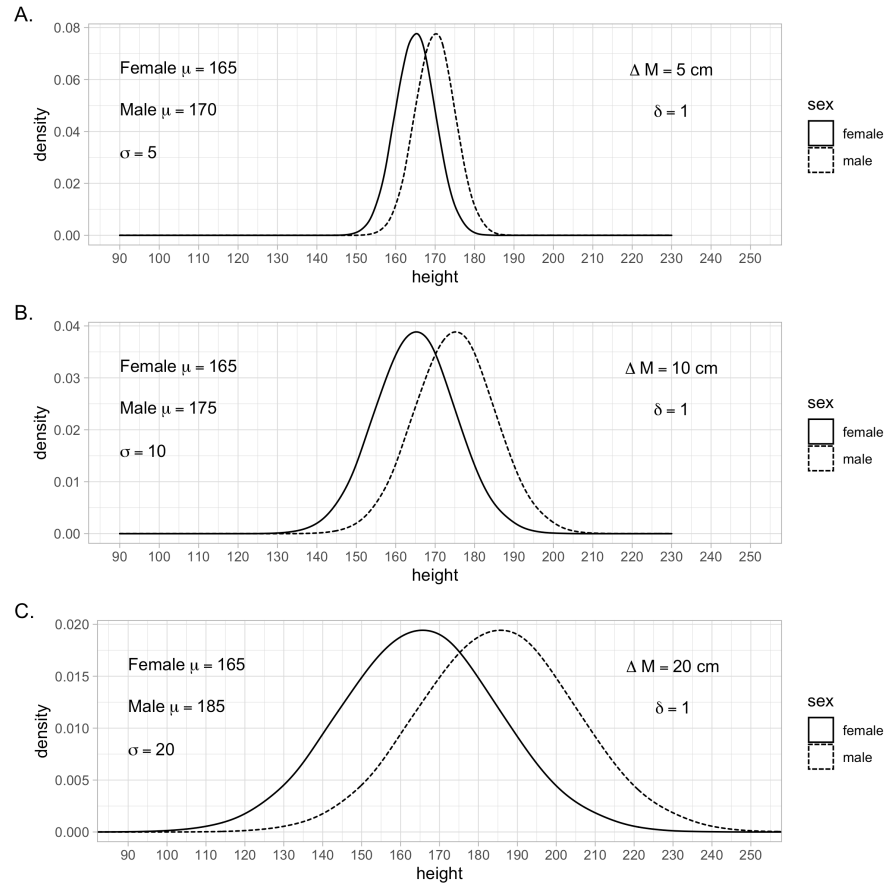 A.
0.08
0.06
0.04
0.02
0.00
density
Female μ = 165
Male μ = 170
σ = 5
Δ M = 5 cm
δ = 1
90 100 110 120 130 140 150 160 170 180 190 200 210 220 230 240 250
height
sex
female
male
B.
0.04
0.03
0.02
0.01
0.00
density
Female μ = 165
Male μ = 175
σ = 10
Δ M = 10 cm
δ = 1
90 100 110 120 130 140 150 160 170 180 190 200 210 220 230 240 250
height
sex
female
male
C.
0.020
0.015
0.010
0.005
0.000
density
Female μ = 165
Male μ = 185
σ = 20
Δ M = 20 cm
δ = 1
90 100 110 120 130 140 150 160 170 180 190 200 210 220 230 240 250
height
sex
female
male